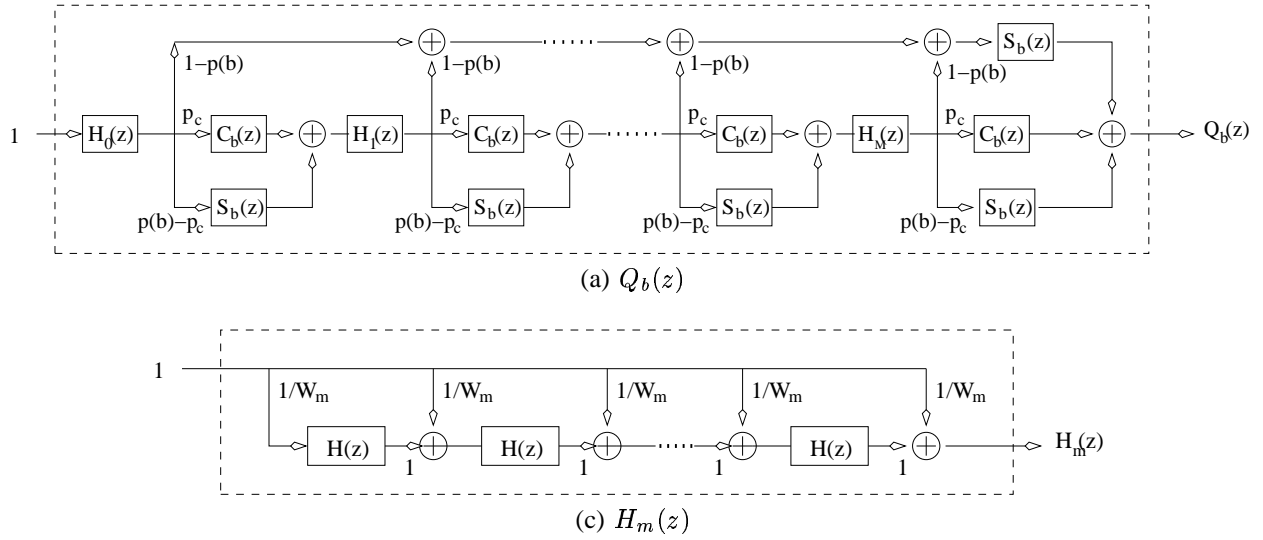 S_b(z)
1−p(b) 1−p(b) 1−p(b) 1−p(b)
1 H_0(z) p_c C_b(z) H_1(z) p_c C_b(z) p_c C_b(z) H_M(z) p_c C_b(z) Q_b(z)
S_b(z) S_b(z) S_b(z) S_b(z)
p(b)−p_c p(b)−p_c p(b)−p_c p(b)−p_c
(a) Q_b(z)
1
1/W_m 1/W_m 1/W_m 1/W_m 1/W_m
H(z) H(z) H(z) H_m(z)
1 1 1 1
(c) H_m(z)